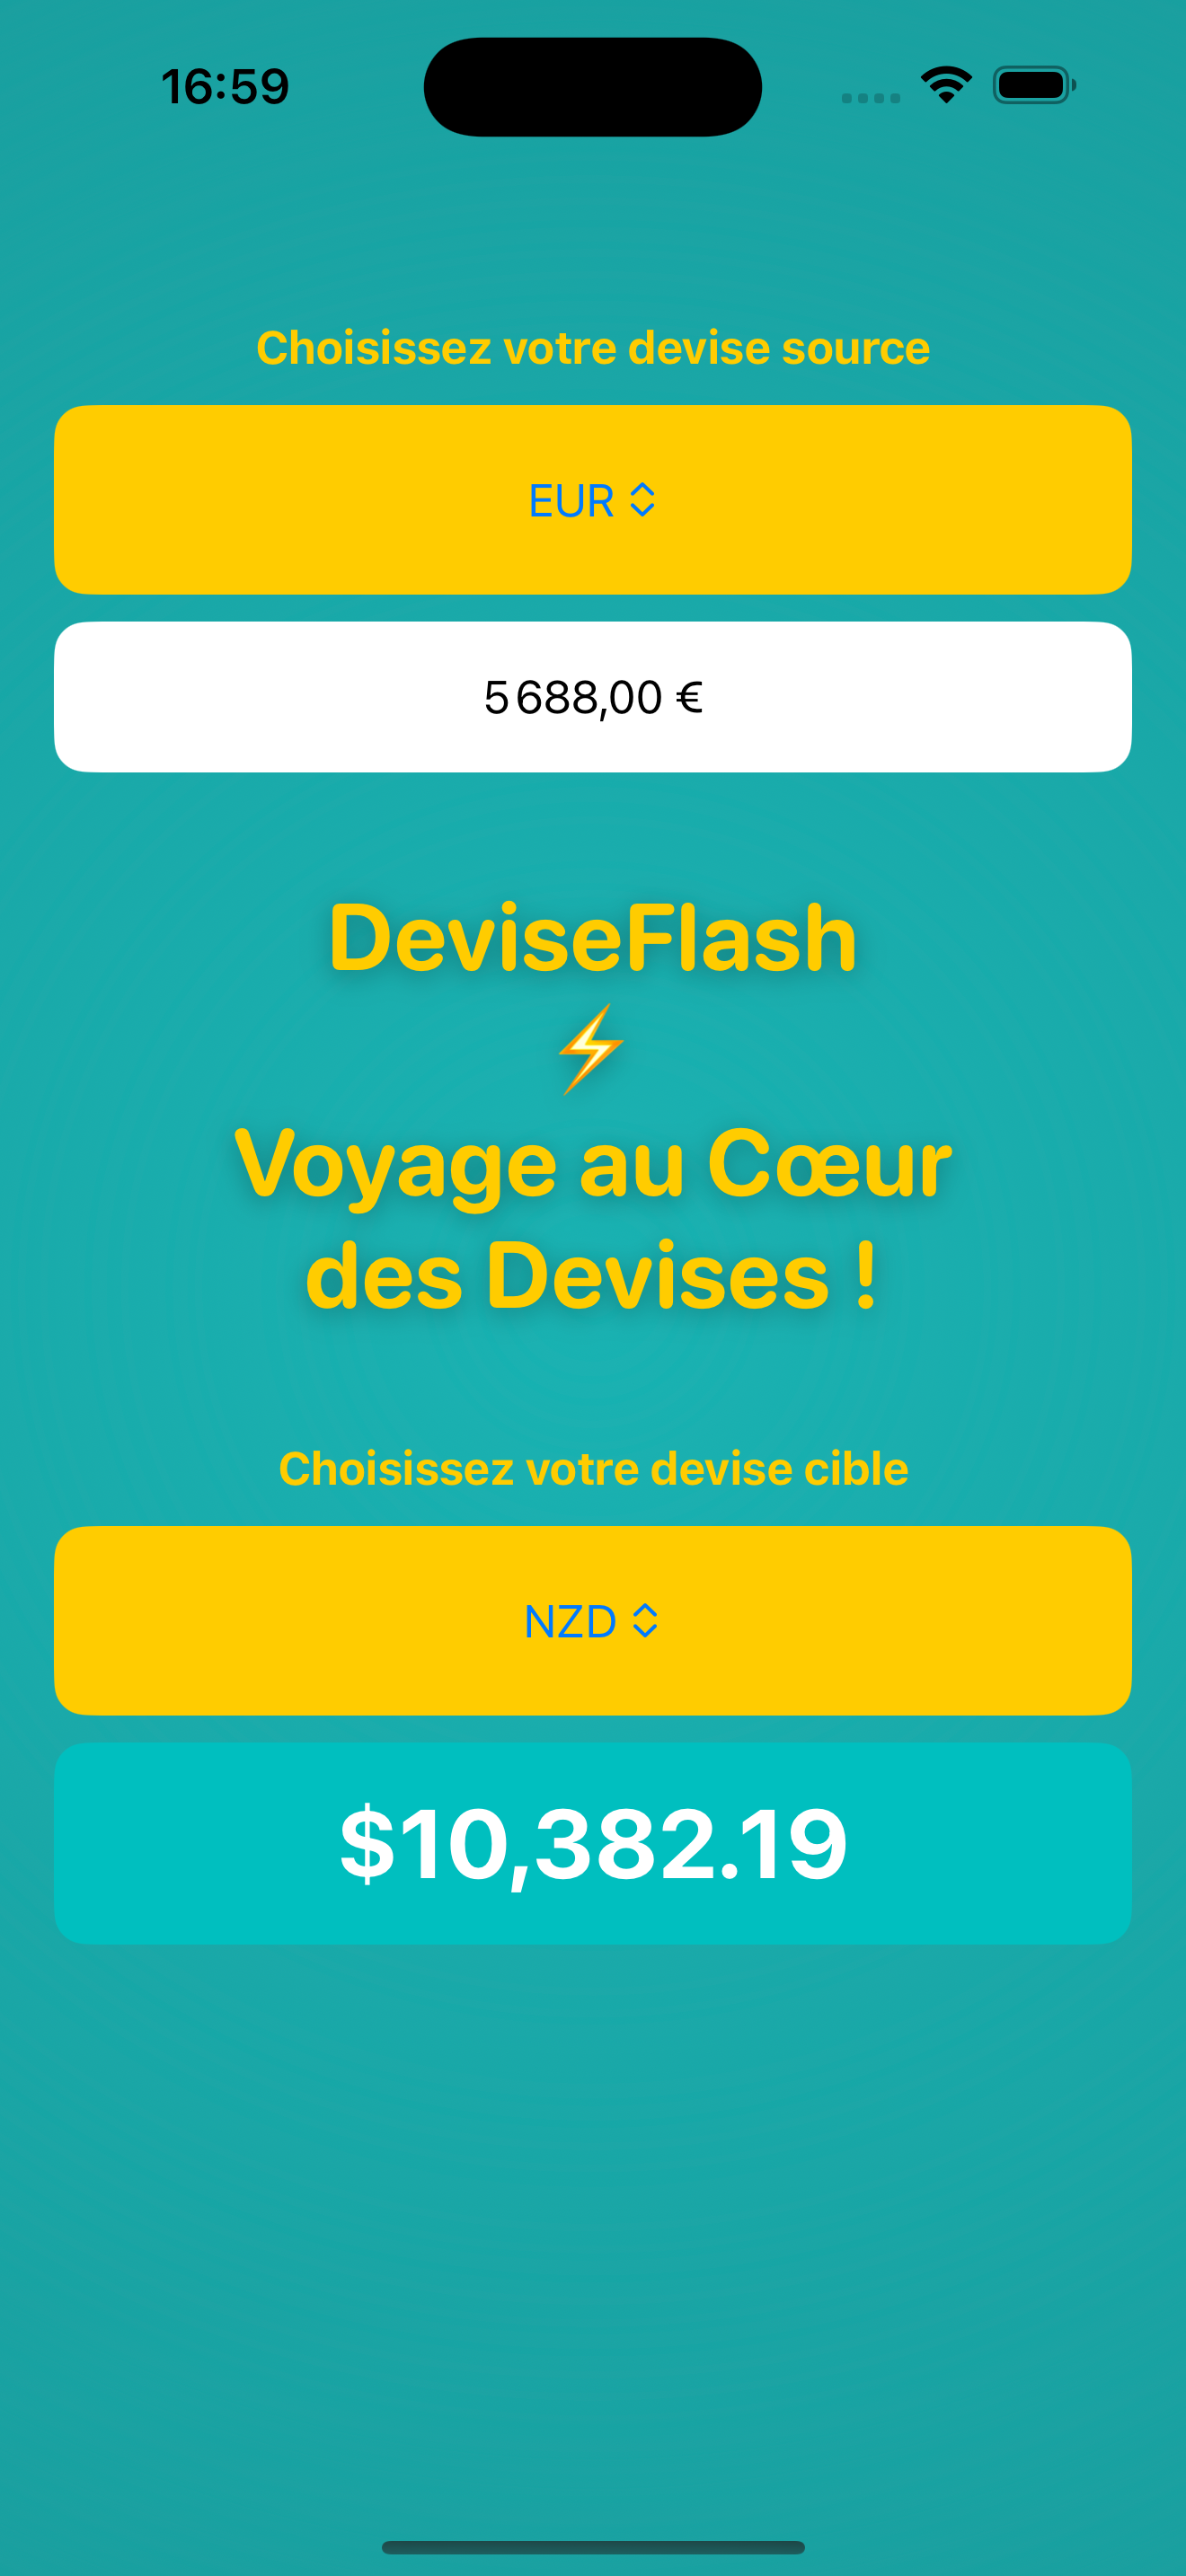 16:59
Choisissez votre devise source
EUR
5 688,00 €
DeviseFlash
⚡
Voyage au Cœur
des Devises !
Choisissez votre devise cible
NZD
$10,382.19